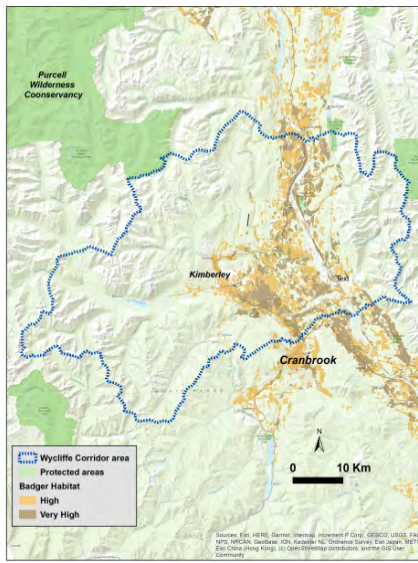 Purcell
Wilderness
Coonservancy
Kimberley
Text
Cranbrook
N
0 10 Km
Wycliffe Corridor area
Protected areas
Badger Habitat
High
Very High
Sources: Esri, HERE, Garmin, Intermap, increment P Corp., GEBCO, USGS, FAO,
NPS, NRCAN, GeoBase, IGN, Kadaster NL, Ordnance Survey, Esri Japan, METI,
Esri China (Hong Kong), (c) OpenStreetMap contributors, and the GIS User
Community